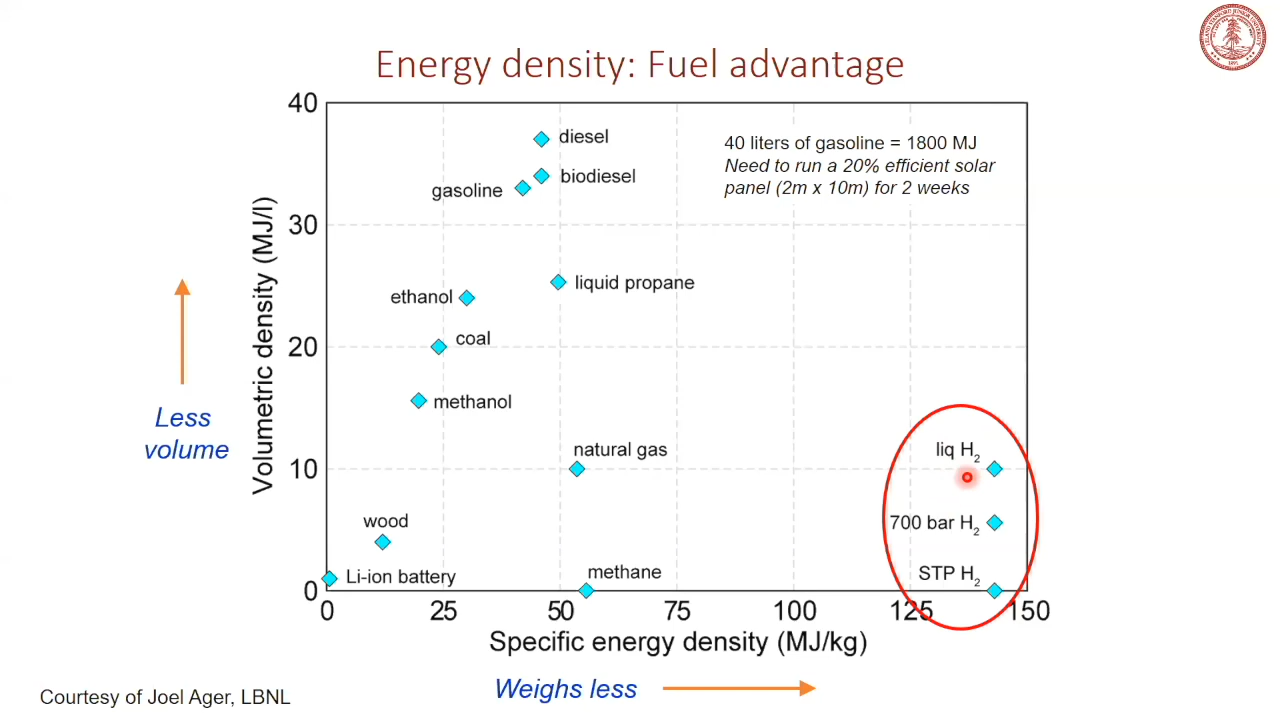 Energy density: Fuel advantage
40
30
20
10
0
Volumetric density (MJ/l)
Less
volume
diesel
biodiesel
gasoline
40 liters of gasoline = 1800 MJ
Need to run a 20% efficient solar
panel (2m x 10m) for 2 weeks
liquid propane
ethanol
coal
methanol
natural gas
liq H₂
wood
700 bar H₂
Li-ion battery
methane
STP H₂
0 25 50 75 100 125 150
Specific energy density (MJ/kg)
Weighs less
Courtesy of Joel Ager, LBNL